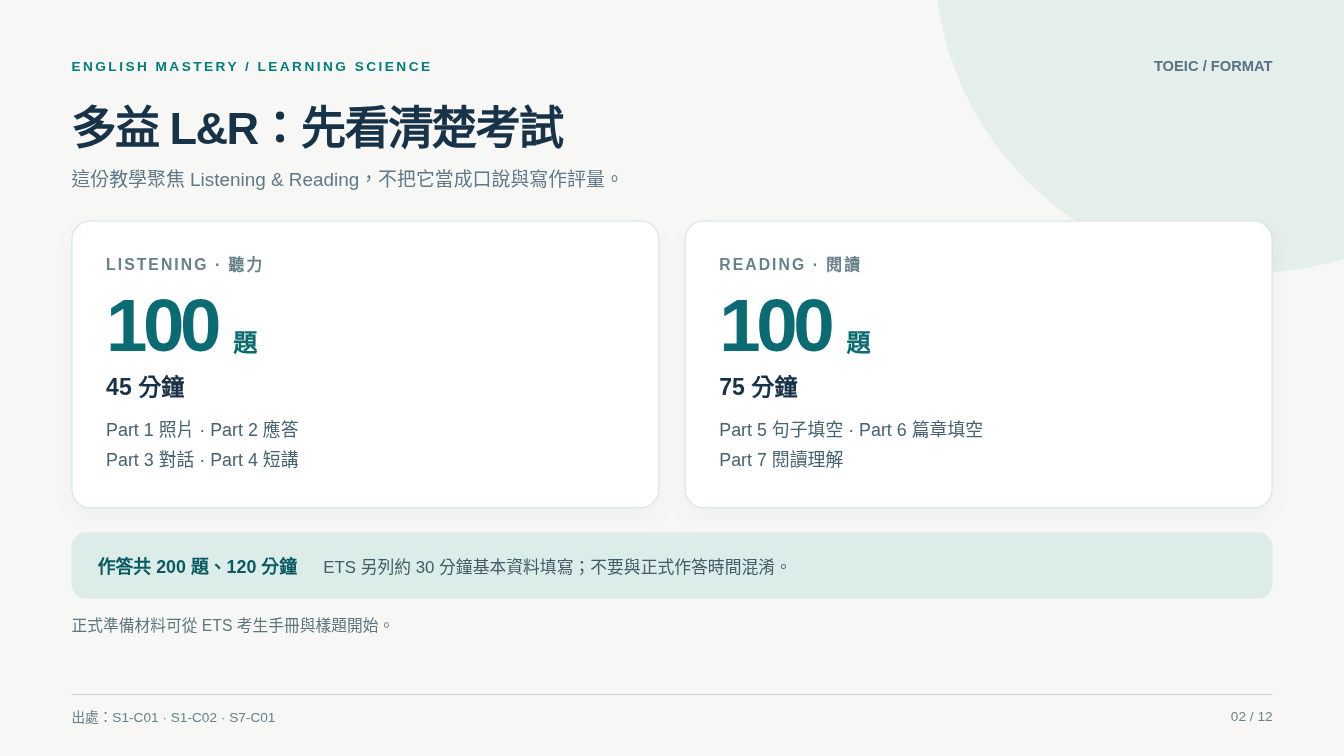 ENGLISH MASTERY / LEARNING SCIENCE
TOEIC / FORMAT
多益 L&R：先看清楚考試
這份教學聚焦 Listening & Reading，不把它當成口說與寫作評量。
LISTENING · 聽力
100 題
45 分鐘
Part 1 照片 · Part 2 應答
Part 3 對話 · Part 4 短講
READING · 閱讀
100 題
75 分鐘
Part 5 句子填空 · Part 6 篇章填空
Part 7 閱讀理解
作答共 200 題、120 分鐘 ETS 另列約 30 分鐘基本資料填寫；不要與正式作答時間混淆。
正式準備材料可從 ETS 考生手冊與樣題開始。
出處：S1-C01 · S1-C02 · S7-C01
02 / 12